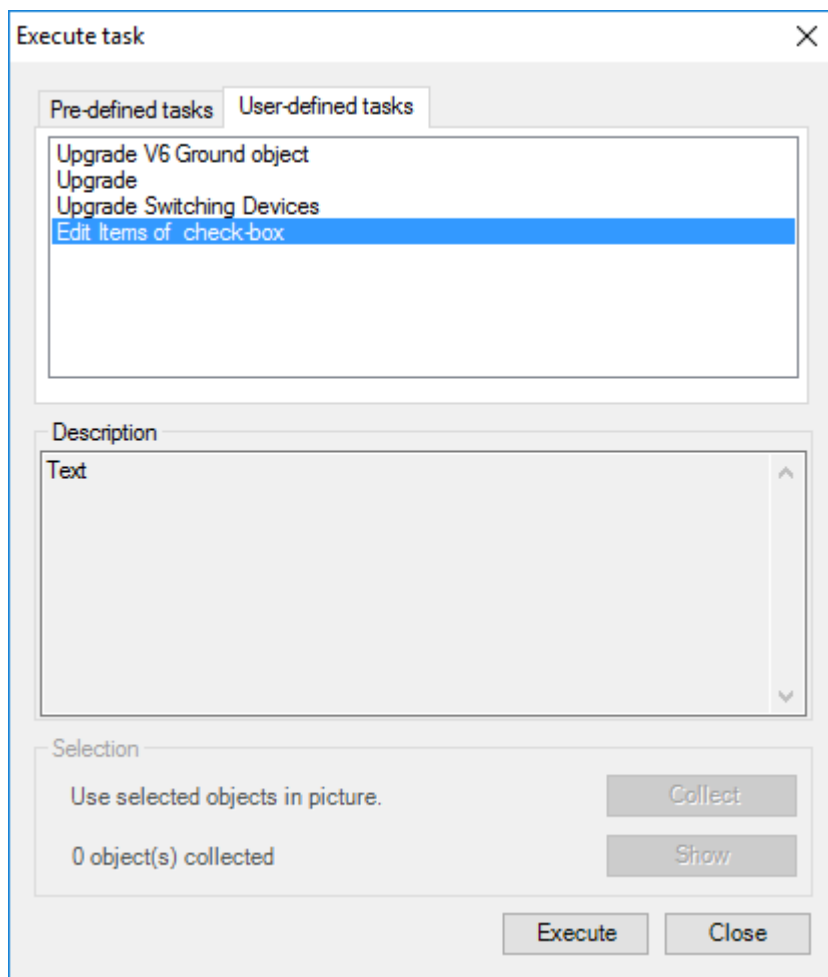 Execute task
Pre-defined tasks User-defined tasks
Upgrade V6 Ground object
Upgrade
Upgrade Switching Devices
Edit Items of  check-box
Description
Text
Selection
Use selected objects in picture. Collect
0 object(s) collected Show
Execute Close